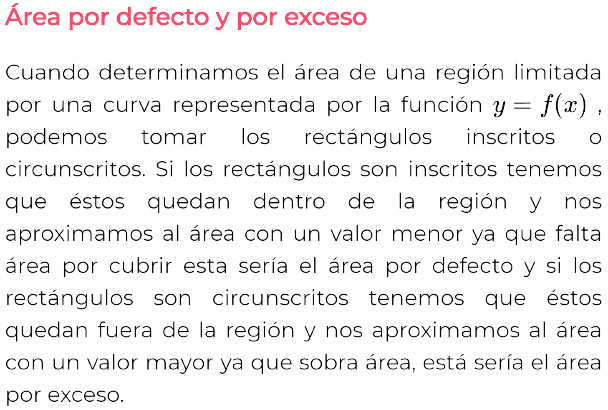 Área por defecto y por exceso
Cuando determinamos el área de una región limitada
por una curva representada por la función y = f(x) ,
podemos tomar los rectángulos inscritos o
circunscritos. Si los rectángulos son inscritos tenemos
que éstos quedan dentro de la región y nos
aproximamos al área con un valor menor ya que falta
área por cubrir esta sería el área por defecto y si los
rectángulos son circunscritos tenemos que éstos
quedan fuera de la región y nos aproximamos al área
con un valor mayor ya que sobra área, está sería el área
por exceso.